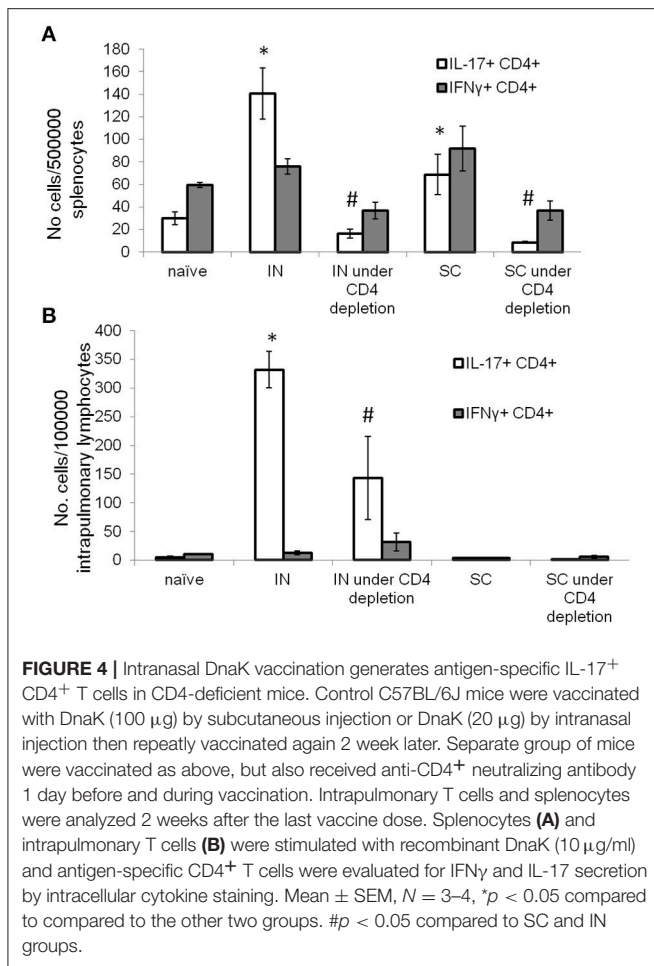 A
*
180
160
140
120
100
80
60
40
20
0
No cells/500000
splenocytes
IL-17+ CD4+
IFNγ+ CD4+
*
#
#
naïve
IN
IN under
CD4
depletion
SC
SC under
CD4
depletion
B
400
350
300
250
200
150
100
50
0
No. cells/100000
intrapulmonary lymphocytes
*
IL-17+ CD4+
IFNγ+ CD4+
#
naïve
IN
IN under CD4
depletion
SC
SC under
CD4
depletion
FIGURE 4 | Intranasal DnaK vaccination generates antigen-specific IL-17⁺
CD4⁺ T cells in CD4-deficient mice. Control C57BL/6J mice were vaccinated
with DnaK (100 μg) by subcutaneous injection or DnaK (20 μg) by intranasal
injection then repeatly vaccinated again 2 week later. Separate group of mice
were vaccinated as above, but also received anti-CD4⁺ neutralizing antibody
1 day before and during vaccination. Intrapulmonary T cells and splenocytes
were analyzed 2 weeks after the last vaccine dose. Splenocytes (A) and
intrapulmonary T cells (B) were stimulated with recombinant DnaK (10 μg/ml)
and antigen-specific CD4⁺ T cells were evaluated for IFNγ and IL-17 secretion
by intracellular cytokine staining. Mean ± SEM, N = 3–4, *p < 0.05 compared
to compared to the other two groups. #p < 0.05 compared to SC and IN
groups.